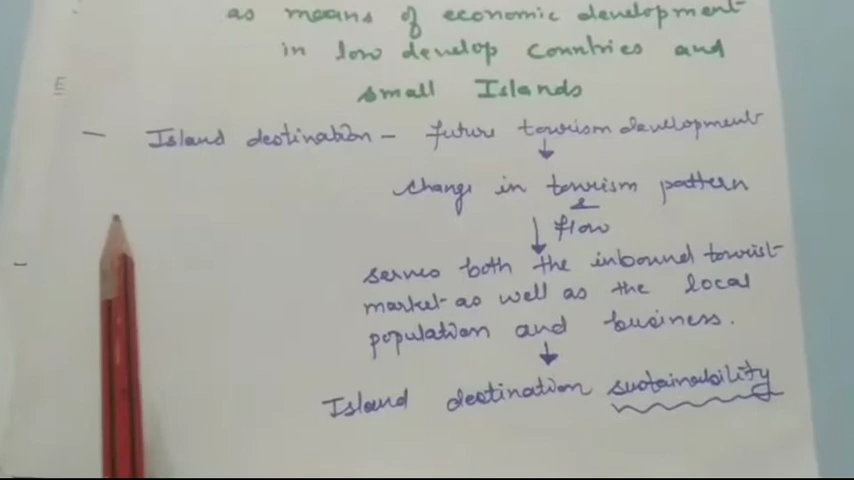 as means of economic development
in low develop Countries and
small Islands
E
— Island destination – future tourism development
↓
change in tourism pattern
&
↓ flow
serves both the inbound tourist
market as well as the local
population and business.
↓
Island destination sustainability
–